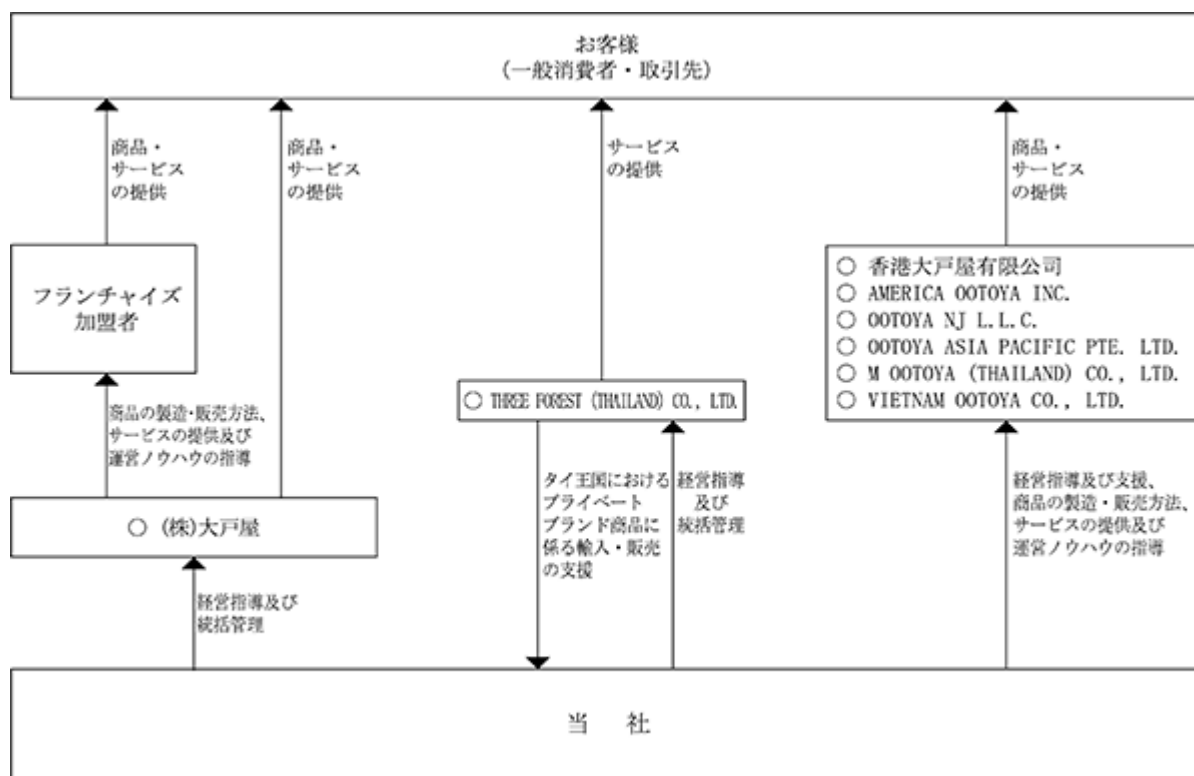 お客様
(一般消費者・取引先)
商品・
サービス
の提供
商品・
サービス
の提供
サービス
の提供
商品・
サービス
の提供
フランチャイズ
加盟者
○ 香港大戸屋有限公司
○ AMERICA OOTOYA INC.
○ OOTOYA NJ L.L.C.
○ OOTOYA ASIA PACIFIC PTE. LTD.
○ M OOTOYA (THAILAND) CO., LTD.
○ VIETNAM OOTOYA CO., LTD.
○ THREE FOREST (THAILAND) CO., LTD.
商品の製造・販売方法、
サービスの提供及び
運営ノウハウの指導
タイ王国における
プライベート
ブランド商品に
係る輸入・販売
の支援
経営指導
及び
統括管理
経営指導及び支援、
商品の製造・販売方法、
サービスの提供及び
運営ノウハウの指導
○ (株)大戸屋
経営指導及び
統括管理
当 社